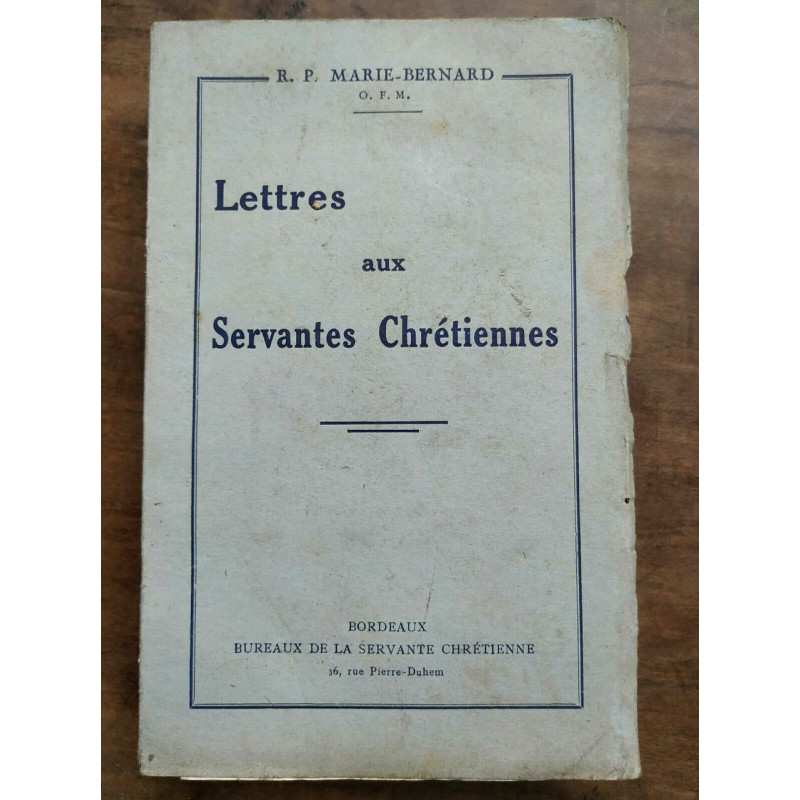 R. P. MARIE-BERNARD
O. F. M.
Lettres
aux
Servantes Chrétiennes
BORDEAUX
BUREAUX DE LA SERVANTE CHRÉTIENNE
36, rue Pierre-Duhem